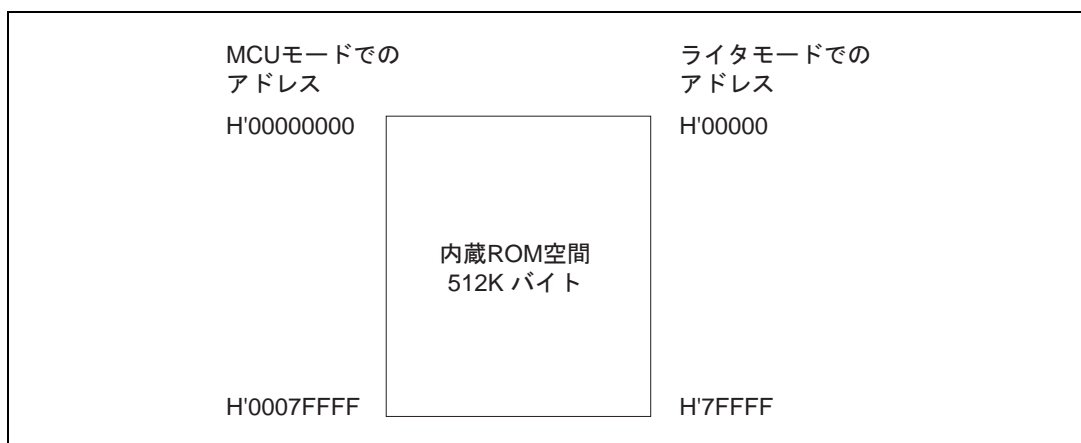 MCUモードでの
アドレス
ライタモードでの
アドレス
H'00000000
H'00000
内蔵ROM空間
512K バイト
H'0007FFFF
H'7FFFF